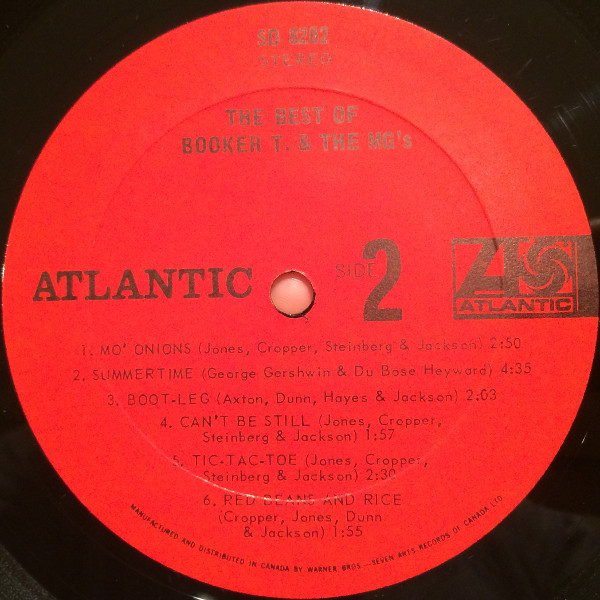 SD 8202
STEREO
THE BEST OF
BOOKER T. & THE MG's
ATLANTIC
SIDE 2
ATLANTIC
1. MO' ONIONS (Jones, Cropper, Steinberg & Jackson) 2:50
2. SUMMERTIME (George Gershwin & Du Bose Heyward) 4:35
3. BOOT-LEG (Axton, Dunn, Hayes & Jackson) 2:03
4. CAN'T BE STILL (Jones, Cropper,
Steinberg & Jackson) 1:57
5. TIC-TAC-TOE (Jones, Cropper,
Steinberg & Jackson) 2:30
6. RED BEANS AND RICE
(Cropper, Jones, Dunn
& Jackson) 1:55
MANUFACTURED AND DISTRIBUTED IN CANADA BY WARNER BROS.—SEVEN ARTS RECORDS OF CANADA LTD.